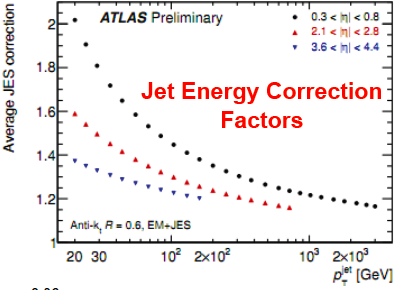 Average JES correction
2
1.8
1.6
1.4
1.2
1
ATLAS Preliminary
0.3 < |η| < 0.8
2.1 < |η| < 2.8
3.6 < |η| < 4.4
Jet Energy Correction
Factors
Anti-kt R = 0.6, EM+JES
20 30 10² 2×10² 10³ 2×10³
pTjet [GeV]